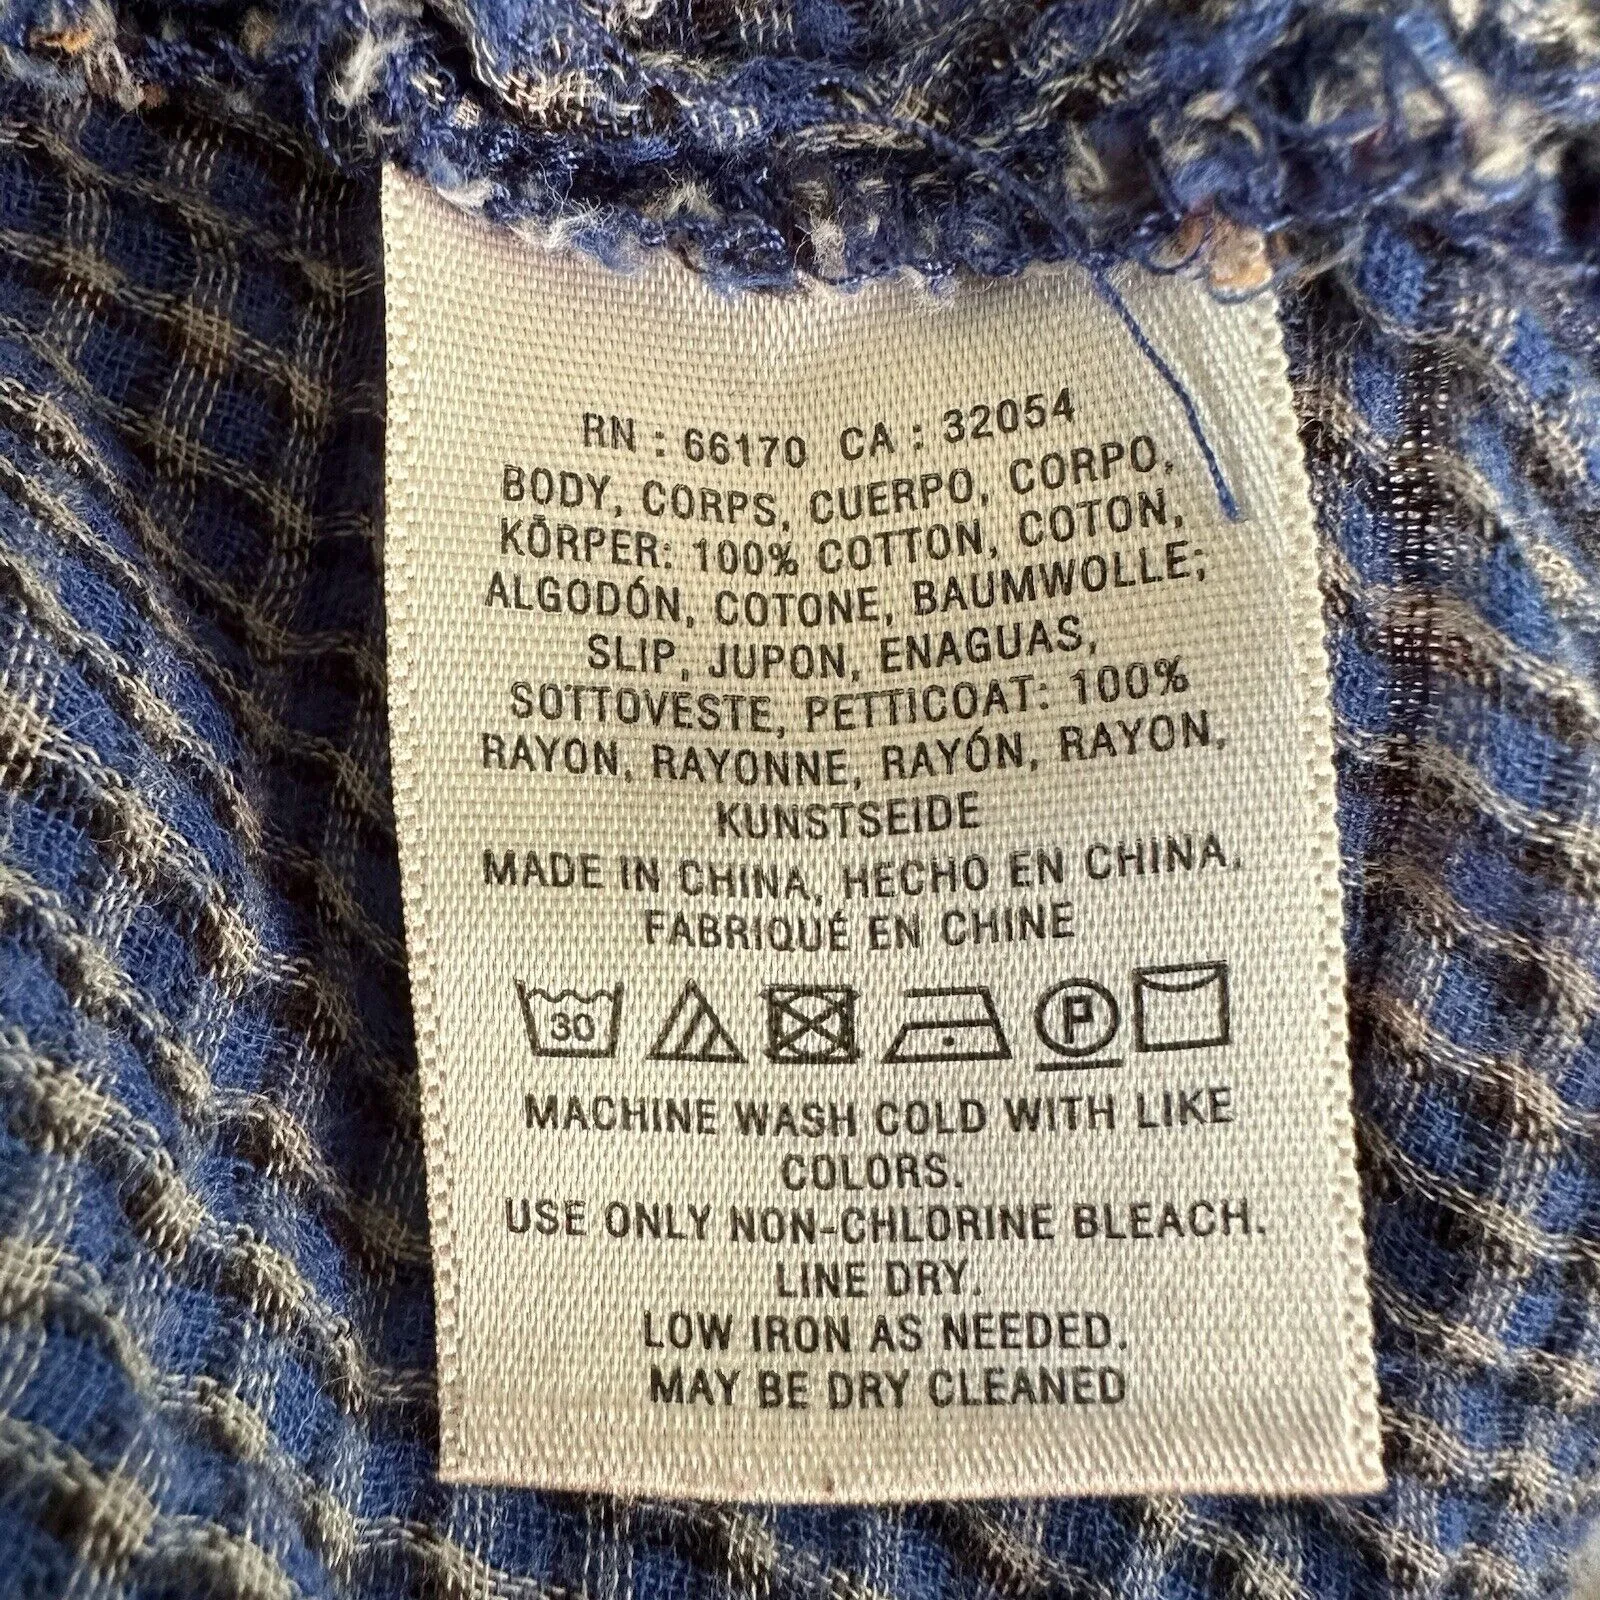 RN : 66170 CA : 32054
BODY, CORPS, CUERPO, CORPO,
KÖRPER: 100% COTTON, COTON,
ALGODÓN, COTONE, BAUMWOLLE;
SLIP, JUPON, ENAGUAS,
SOTTOVESTE, PETTICOAT: 100%
RAYON, RAYONNE, RAYÓN, RAYON,
KUNSTSEIDE
MADE IN CHINA, HECHO EN CHINA,
FABRIQUÉ EN CHINE
30 P
MACHINE WASH COLD WITH LIKE
COLORS.
USE ONLY NON-CHLORINE BLEACH.
LINE DRY.
LOW IRON AS NEEDED.
MAY BE DRY CLEANED